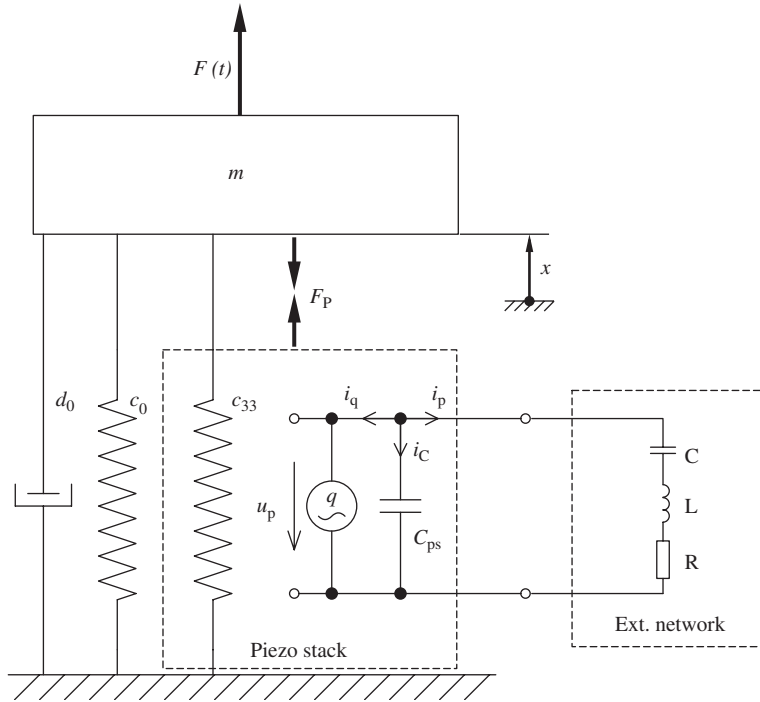 F (t)
m
x
F_P
d_0
c_0
c_33
i_q
i_p
i_C
u_p
q
C_ps
C
L
R
Piezo stack
Ext. network